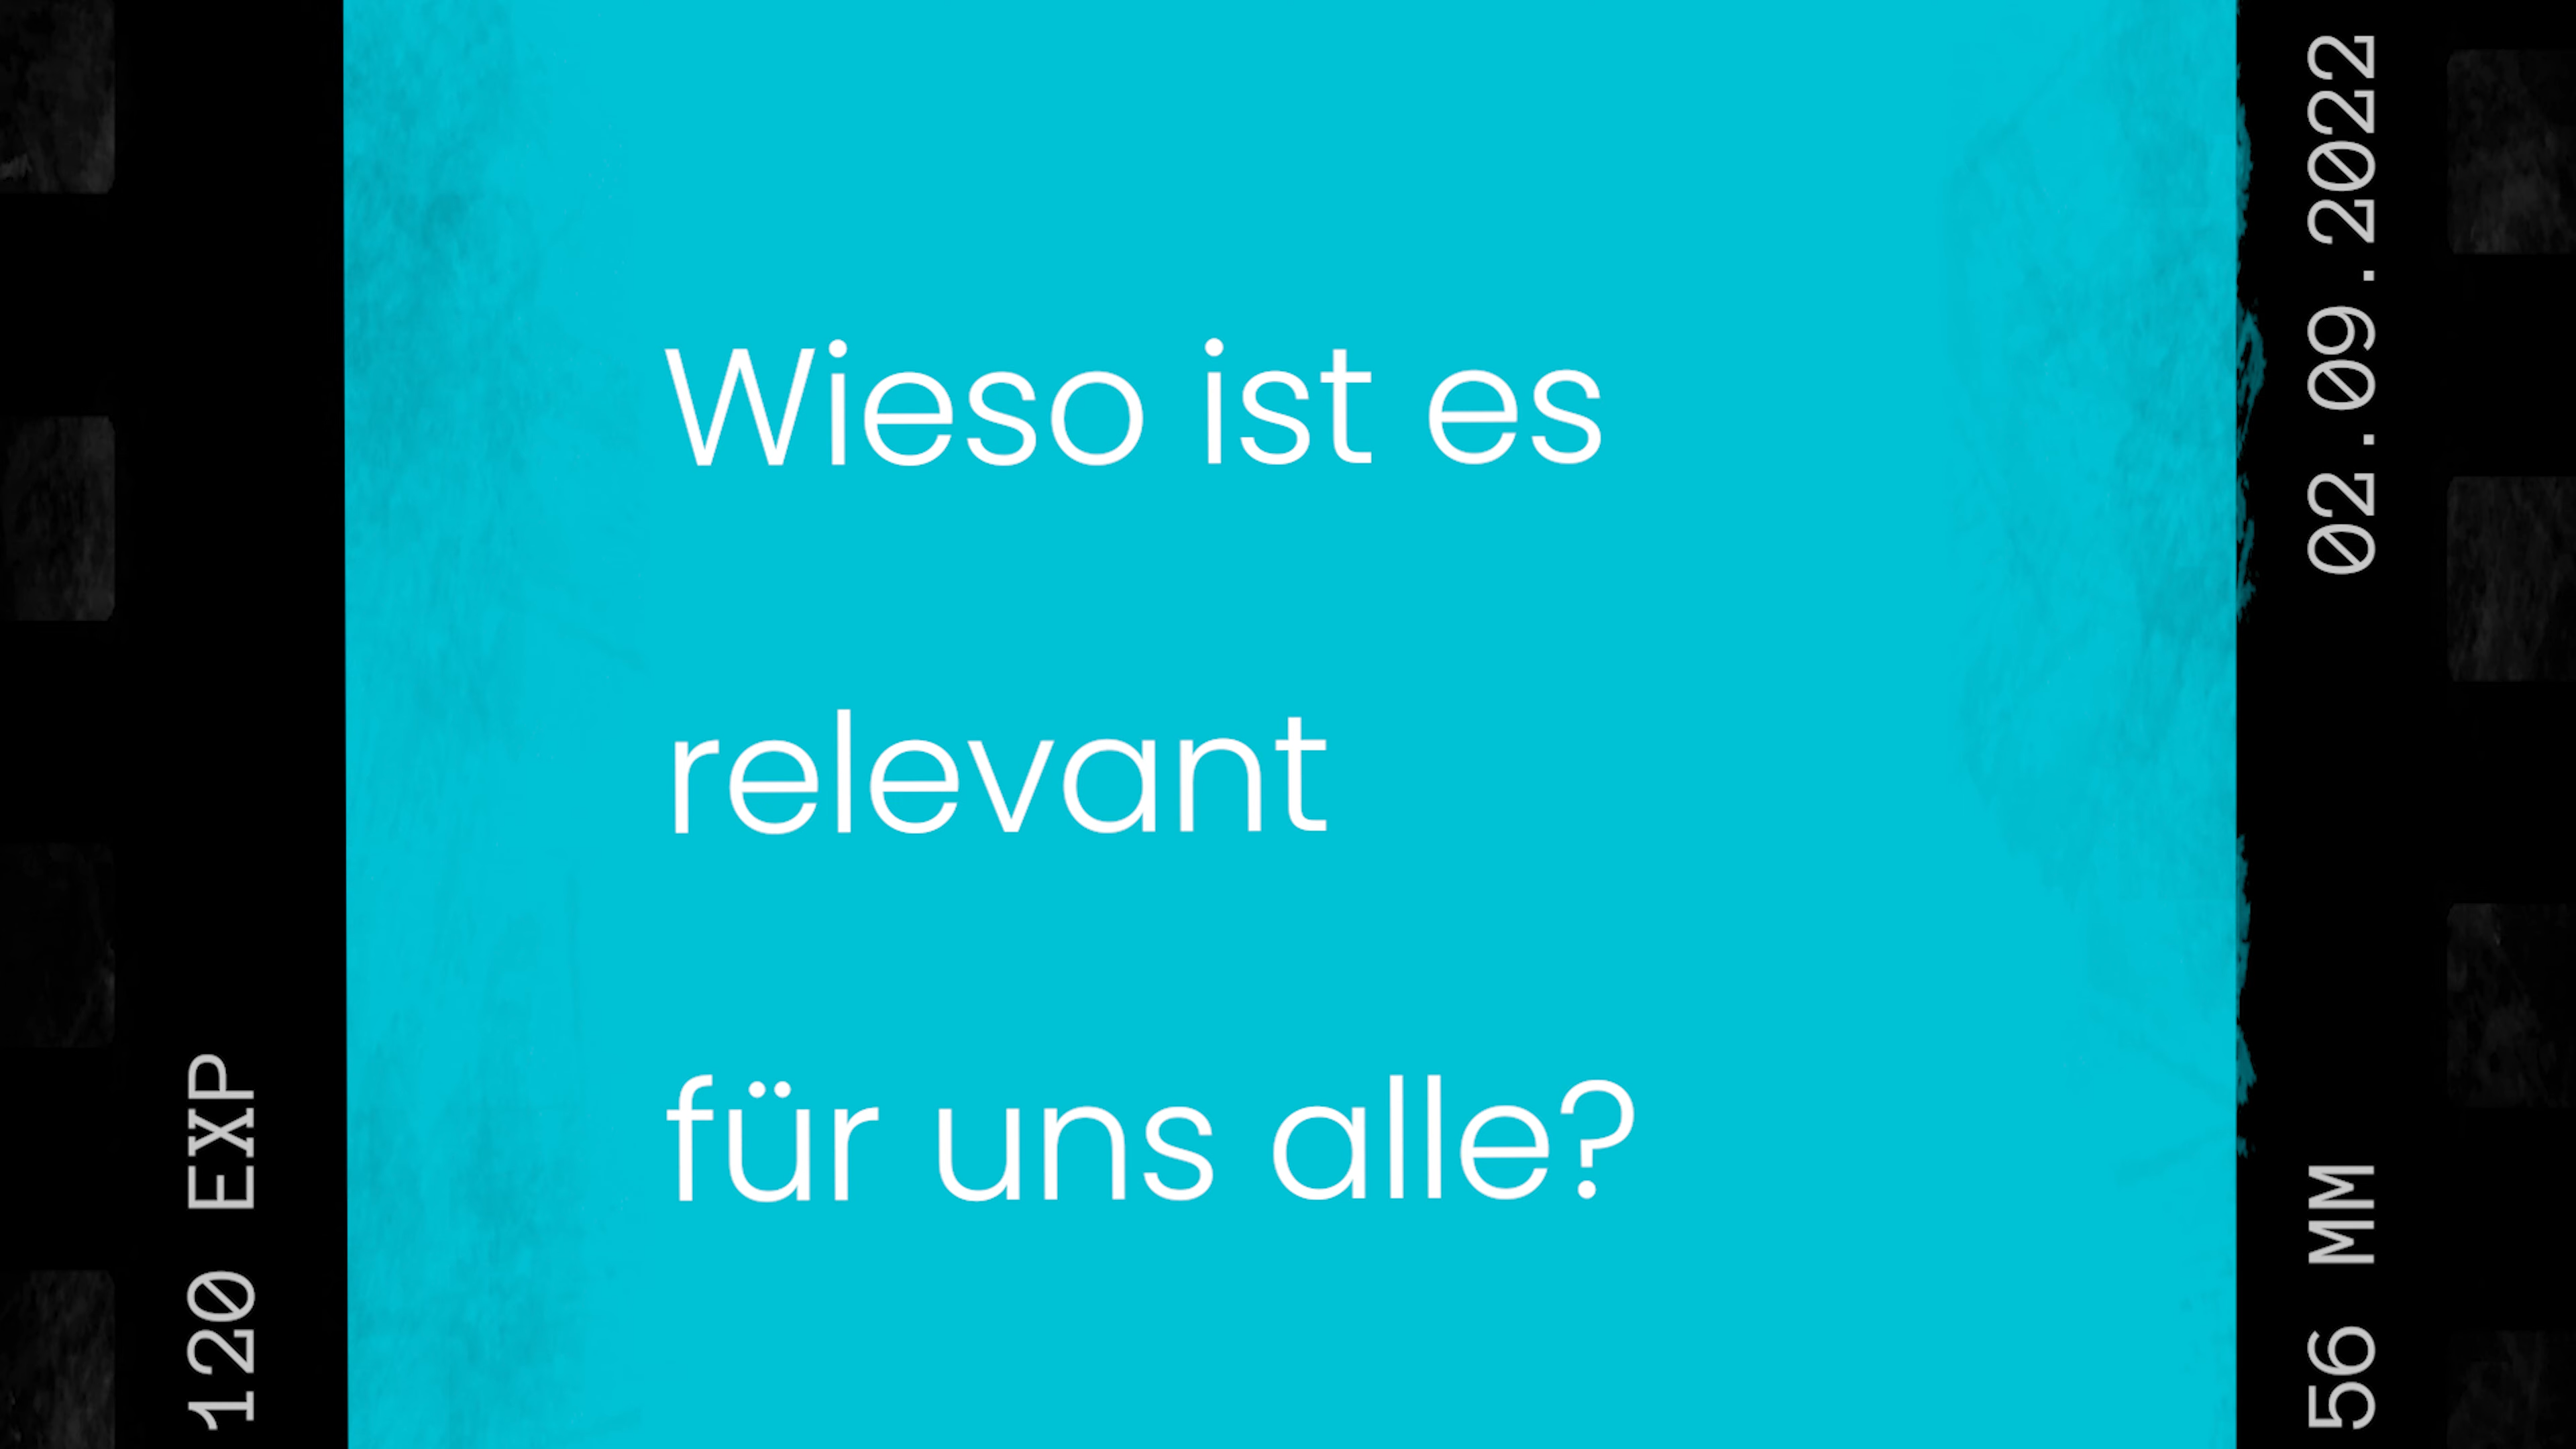 Wieso ist es
relevant
für uns alle?
120 EXP
02.09.2022
56 MM